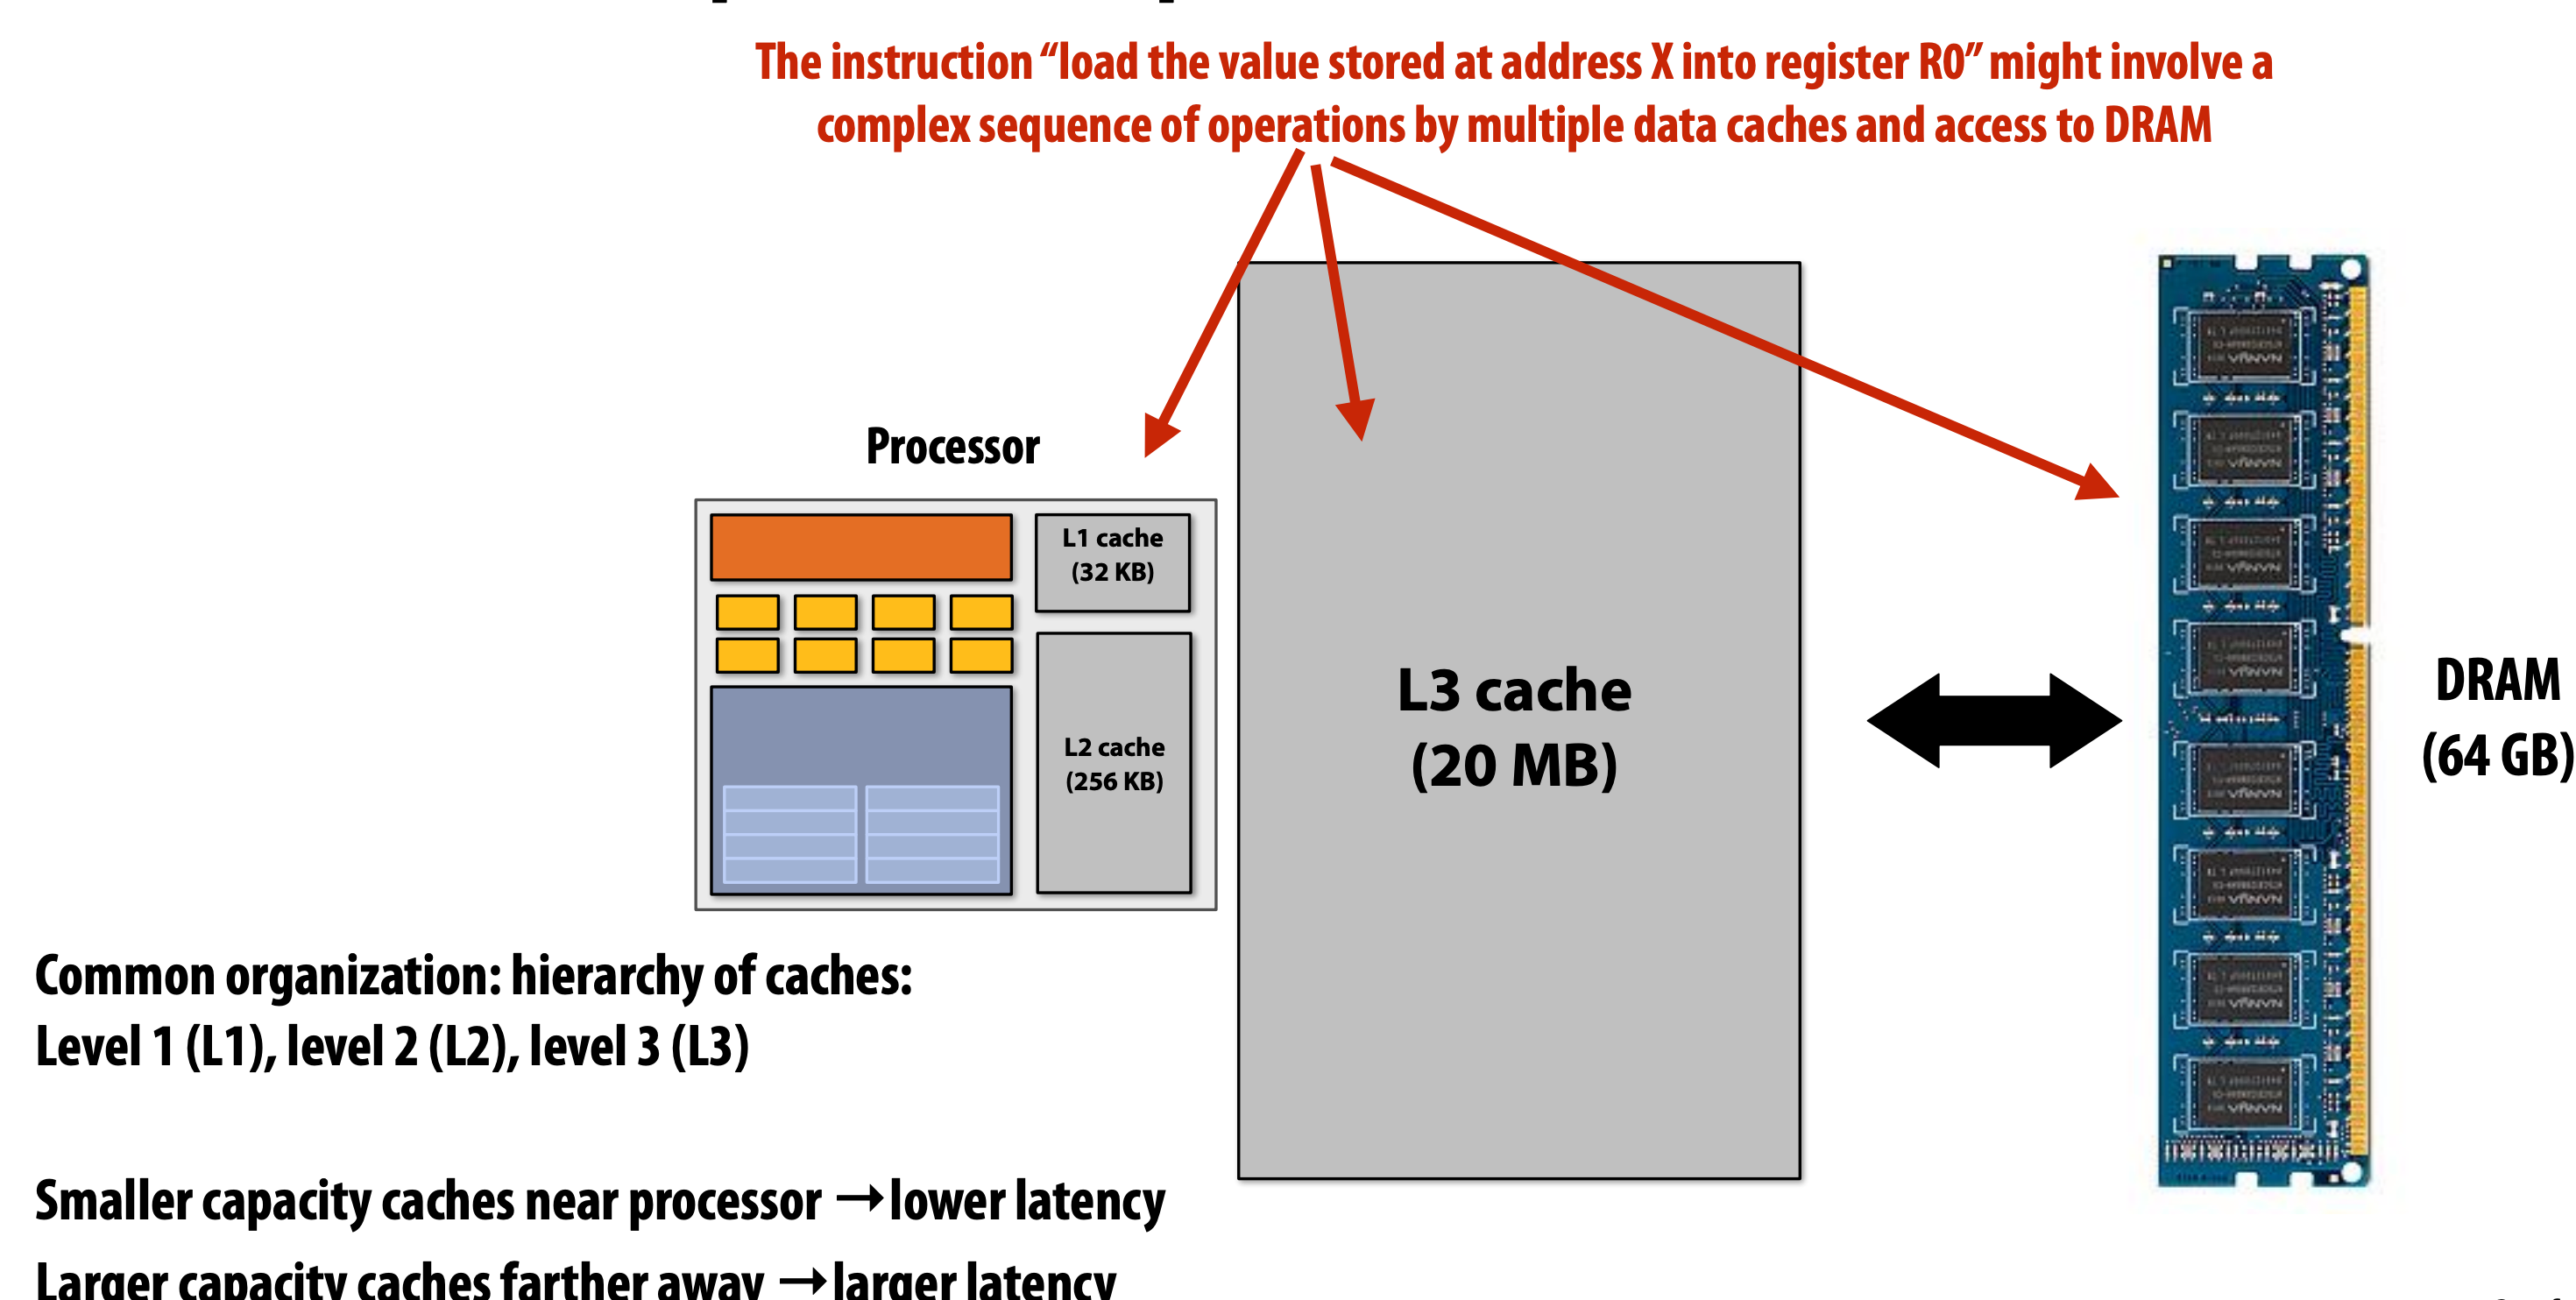 The instruction “load the value stored at address X into register R0” might involve a
complex sequence of operations by multiple data caches and access to DRAM
Processor
L1 cache
(32 KB)
L2 cache
(256 KB)
L3 cache
(20 MB)
DRAM
(64 GB)
Common organization: hierarchy of caches:
Level 1 (L1), level 2 (L2), level 3 (L3)
Smaller capacity caches near processor → lower latency
Larger capacity caches farther away → larger latency